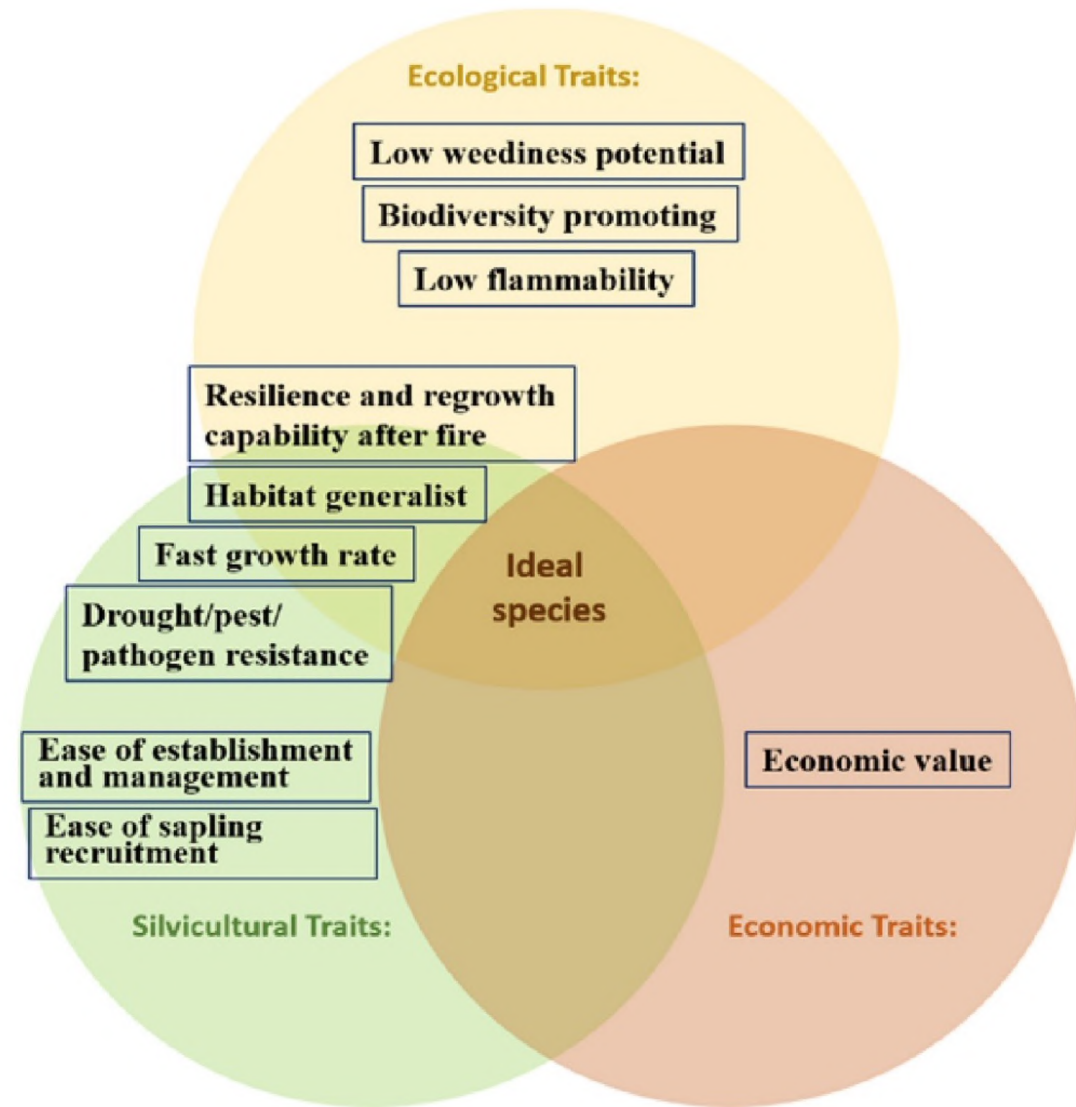 Ecological Traits:
Low weediness potential
Biodiversity promoting
Low flammability
Resilience and regrowth
capability after fire
Habitat generalist
Fast growth rate
Ideal
species
Drought/pest/
pathogen resistance
Ease of establishment
and management
Economic value
Ease of sapling
recruitment
Silvicultural Traits:
Economic Traits: